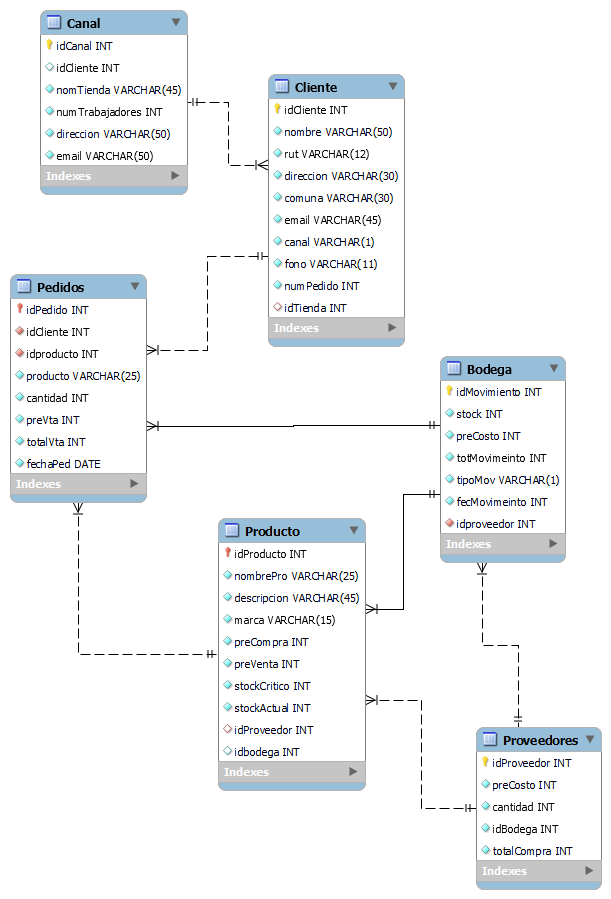 Canal
idCanal INT
idCliente INT
nomTienda VARCHAR(45)
numTrabajadores INT
direccion VARCHAR(50)
email VARCHAR(50)
Indexes
Cliente
idCliente INT
nombre VARCHAR(50)
rut VARCHAR(12)
direccion VARCHAR(30)
comuna VARCHAR(30)
email VARCHAR(45)
canal VARCHAR(1)
fono VARCHAR(11)
numPedido INT
idTienda INT
Indexes
Pedidos
idPedido INT
idCliente INT
idproducto INT
producto VARCHAR(25)
cantidad INT
preVta INT
totalVta INT
fechaPed DATE
Indexes
Bodega
idMovimiento INT
stock INT
preCosto INT
totMovimeinto INT
tipoMov VARCHAR(1)
fecMovimeinto INT
idproveedor INT
Indexes
Producto
idProducto INT
nombrePro VARCHAR(25)
descripcion VARCHAR(45)
marca VARCHAR(15)
preCompra INT
preVenta INT
stockCritico INT
stockActual INT
idProveedor INT
idbodega INT
Indexes
Proveedores
idProveedor INT
preCosto INT
cantidad INT
idBodega INT
totalCompra INT
Indexes